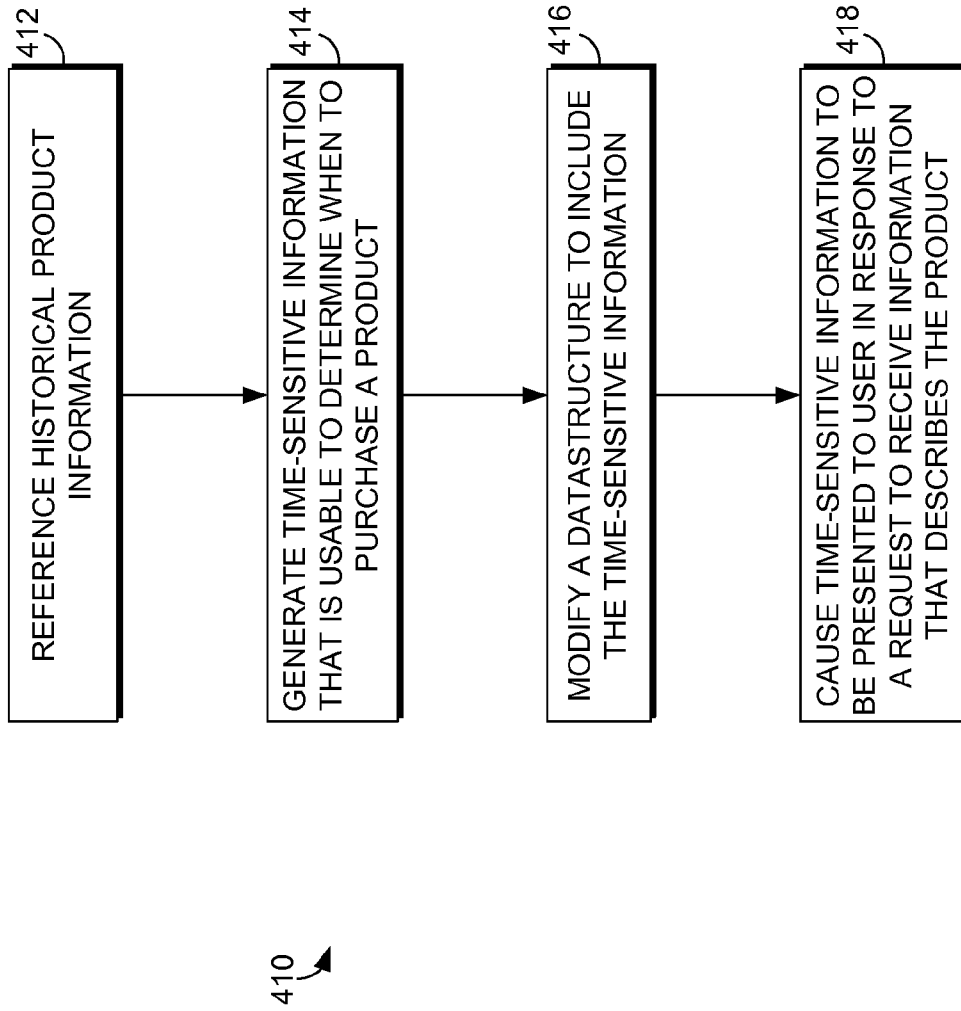 410
412
REFERENCE HISTORICAL PRODUCT
INFORMATION
414
GENERATE TIME-SENSITIVE INFORMATION
THAT IS USABLE TO DETERMINE WHEN TO
PURCHASE A PRODUCT
416
MODIFY A DATASTRUCTURE TO INCLUDE
THE TIME-SENSITIVE INFORMATION
418
CAUSE TIME-SENSITIVE INFORMATION TO
BE PRESENTED TO USER IN RESPONSE TO
A REQUEST TO RECEIVE INFORMATION
THAT DESCRIBES THE PRODUCT